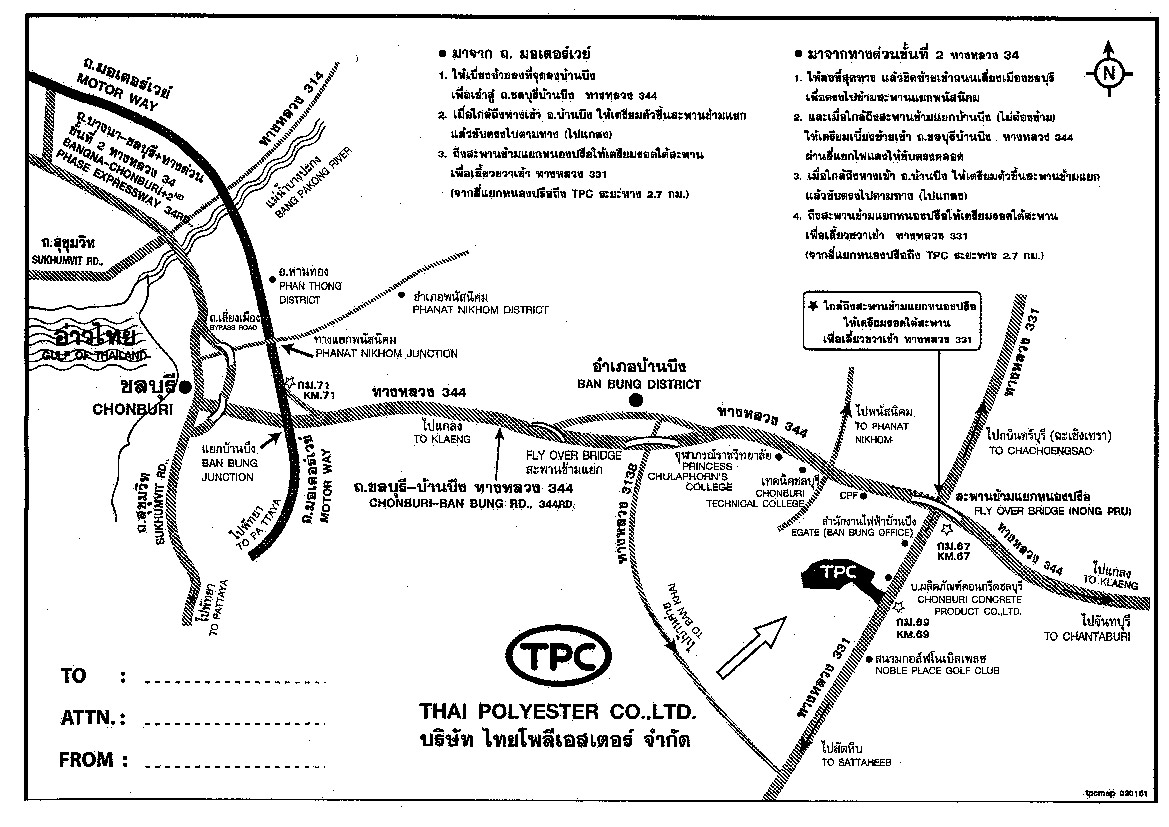 ถ.มอเตอร์เวย์
MOTOR WAY
ถ.บางนา-ชลบุรี+ทางด่วน
ชั้นที่ 2 ทางหลวง 34
BANGNA-CHONBURI+2ND
PHASE EXPRESSWAY 34RD.
ทางหลวง 314
แม่น้ำบางปะกง
BANG PAKONG RIVER
● มาจาก ถ. มอเตอร์เวย์
1. ให้เบี่ยงซ้ายลงที่จุดลงบ้านบึง
เพื่อเข้าสู่ ถ.ชลบุรีบ้านบึง ทางหลวง 344
2. เมื่อใกล้ถึงทางเข้า อ.บ้านบึง ให้เตรียมตัวขึ้นสะพานข้ามแยก
แล้วขับตรงไปตามทาง (ไปแกลง)
3. ถึงสะพานข้ามแยกหนองปรือให้เตรียมลอดใต้สะพาน
เพื่อเลี้ยวขวาเข้า ทางหลวง 331
(จากสี่แยกหนองปรือถึง TPC ระยะทาง 2.7 กม.)
● มาจากทางด่วนชั้นที่ 2 ทางหลวง 34
1. ให้ลงที่สุดทาง แล้วชิดซ้ายเข้าถนนเลี่ยงเมืองชลบุรี
เพื่อตรงไปข้ามสะพานแยกพนัสนิคม
2. และเมื่อใกล้ถึงสะพานข้ามแยกบ้านบึง (ไม่ต้องข้าม)
ให้เตรียมเบี่ยงซ้ายเข้า ถ.ชลบุรีบ้านบึง ทางหลวง 344
ผ่านสี่แยกไฟแดงให้ขับตรงตลอด
3. เมื่อใกล้ถึงทางเข้า อ.บ้านบึง ให้เตรียมตัวขึ้นสะพานข้ามแยก
แล้วขับตรงไปตามทาง (ไปแกลง)
4. ถึงสะพานข้ามแยกหนองปรือให้เตรียมลอดใต้สะพาน
เพื่อเลี้ยวขวาเข้า ทางหลวง 331
(จากสี่แยกหนองปรือถึง TPC ระยะทาง 2.7 กม.)
N
ถ.สุขุมวิท
SUKHUMVIT RD.,
อ.พานทอง
PHAN THONG
DISTRICT
อำเภอพนัสนิคม
PHANAT NIKHOM DISTRICT
ถ.เลี่ยงเมือง
BYPASS ROAD
ทางแยกพนัสนิคม
PHANAT NIKHOM JUNCTION
อ่าวไทย
GULF OF THAILAND
ชลบุรี
CHONBURI
กม.71
KM.71
ทางหลวง 344
อำเภอบ้านบึง
BAN BUNG DISTRICT
ใกล้ถึงสะพานข้ามแยกหนองปรือ
ให้เตรียมลอดใต้สะพาน
เพื่อเลี้ยวขวาเข้า ทางหลวง 331
ทางหลวง 331
ไปกบินทร์บุรี (ฉะเชิงเทรา)
TO CHACHOENGSAO
ไปพนัสนิคม
TO PHANAT
NIKHOM
ทางหลวง 344
ไปแกลง
TO KLAENG
แยกบ้านบึง
BAN BUNG
JUNCTION
ถ.มอเตอร์เวย์
MOTOR WAY
ไปพัทยา
TO PATTAYA
ถ.สุขุมวิท
SUKHUMVIT RD.,
ไปพัทยา
TO PATTAYA
FLY OVER BRIDGE
สะพานข้ามแยก
ถ.ชลบุรี-บ้านบึง ทางหลวง 344
CHONBURI-BAN BUNG RD., 344RD.
ทางหลวง 3138
จุฬาภรณ์ราชวิทยาลัย
PRINCESS
CHULAPHORN'S
COLLEGE
เทคนิคชลบุรี
CHONBURI
TECHNICAL COLLEGE
CPF
สะพานข้ามแยกหนองปรือ
FLY OVER BRIDGE (NONG PRU)
สำนักงานไฟฟ้าบ้านบึง
EGATE (BAN BUNG OFFICE)
กม.67
KM.67
ทางหลวง 344
ไปแกลง
TO KLAENG
ไปจันทบุรี
TO CHANTABURI
TPC
บ.ผลิตภัณฑ์คอนกรีตชลบุรี
CHONBURI CONCRETE
PRODUCT CO.,LTD.
กม.69
KM.69
ไปบ้านค่าย
TO BAN KHAI
สนามกอล์ฟโนเบิลเพลซ
NOBLE PLACE GOLF CLUB
ทางหลวง 331
ไปสัตหีบ
TO SATTAHEEB
TPC
THAI POLYESTER CO.,LTD.
บริษัท ไทยโพลีเอสเตอร์ จำกัด
TO :
ATTN. :
FROM :
tpcmap 020161